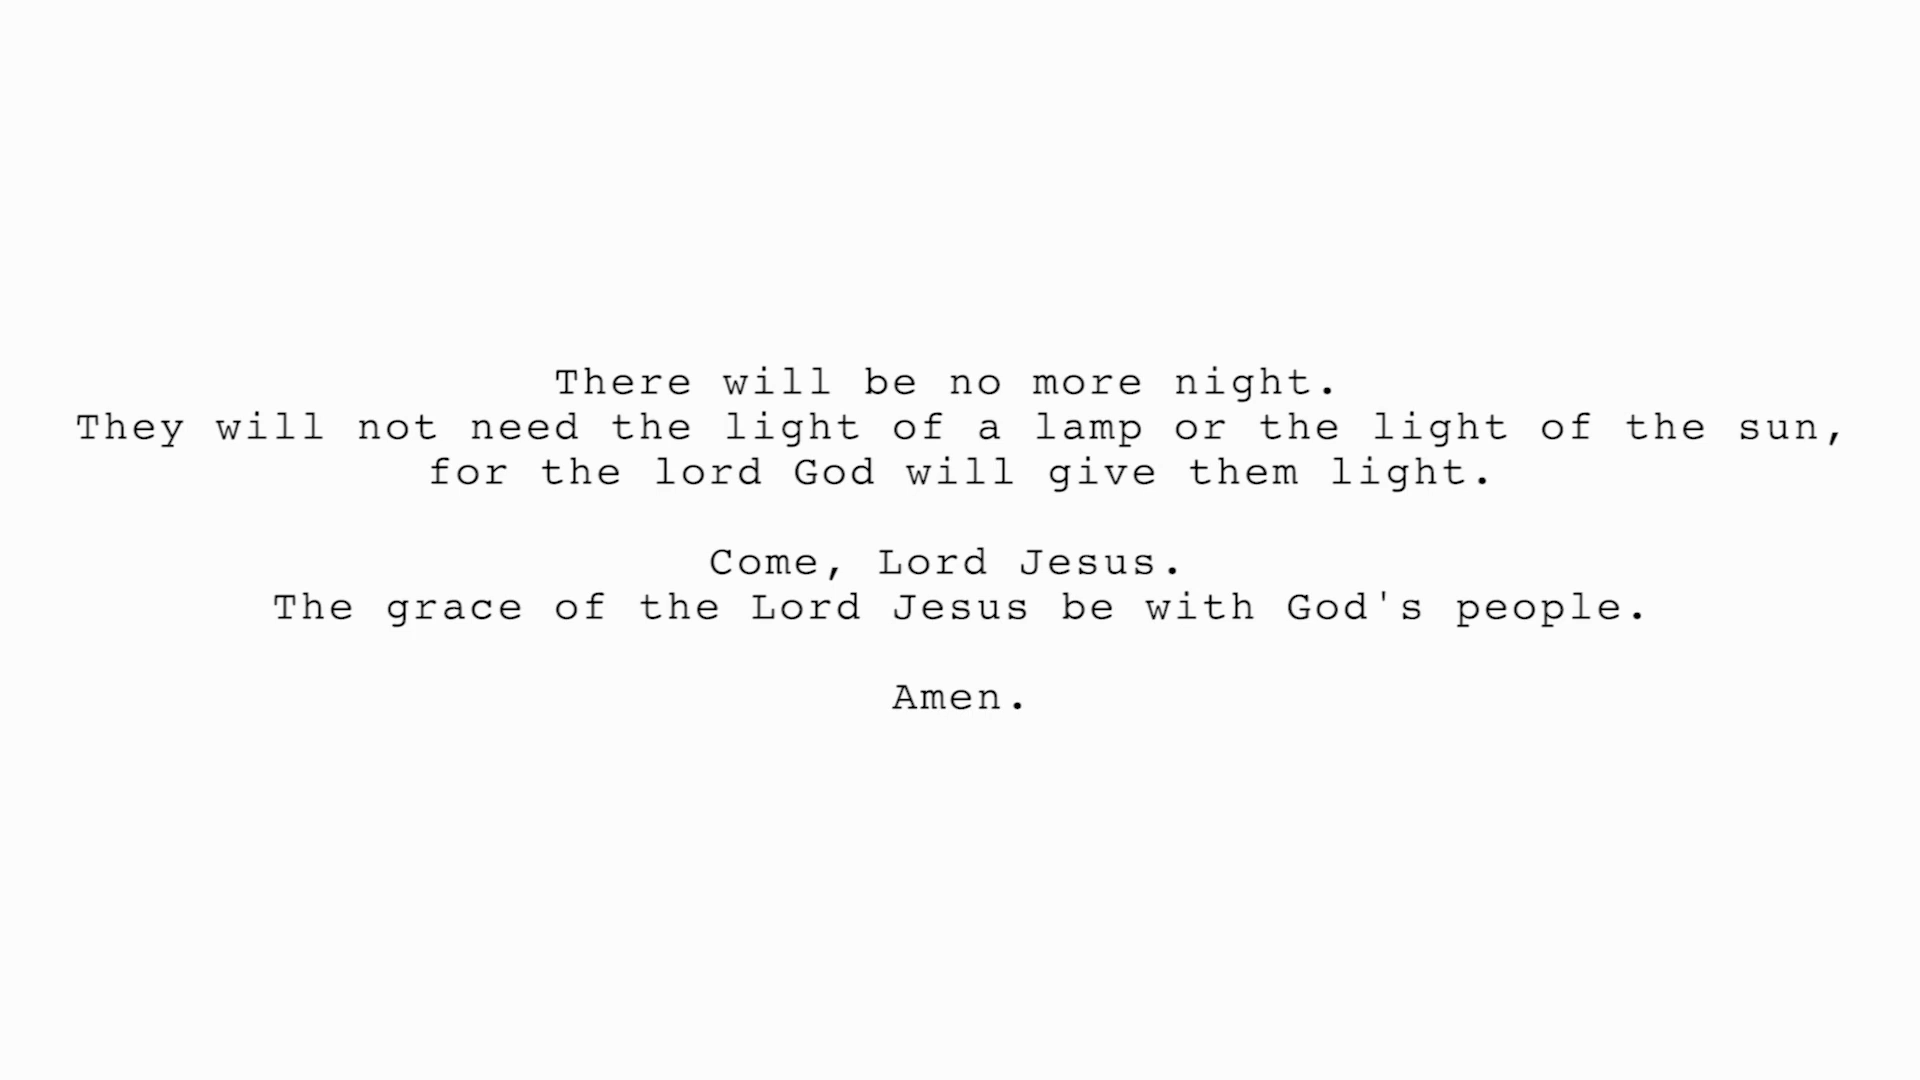 There will be no more night.
They will not need the light of a lamp or the light of the sun,
for the lord God will give them light.
Come, Lord Jesus.
The grace of the Lord Jesus be with God's people.
Amen.